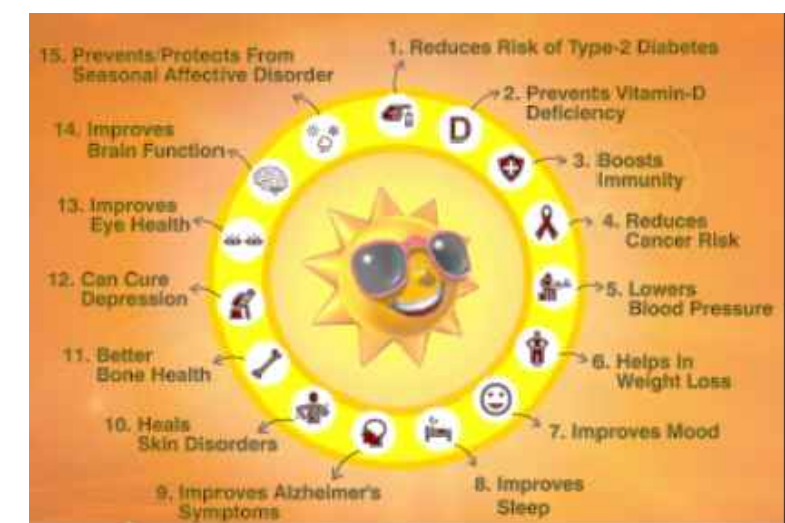 1. Reduces Risk of Type-2 Diabetes
2. Prevents Vitamin-D
Deficiency
3. Boosts
Immunity
4. Reduces
Cancer Risk
5. Lowers
Blood Pressure
6. Helps In
Weight Loss
7. Improves Mood
8. Improves
Sleep
9. Improves Alzheimer's
Symptoms
10. Heals
Skin Disorders
11. Better
Bone Health
12. Can Cure
Depression
13. Improves
Eye Health
14. Improves
Brain Function
15. Prevents/Protects From
Seasonal Affective Disorder
D